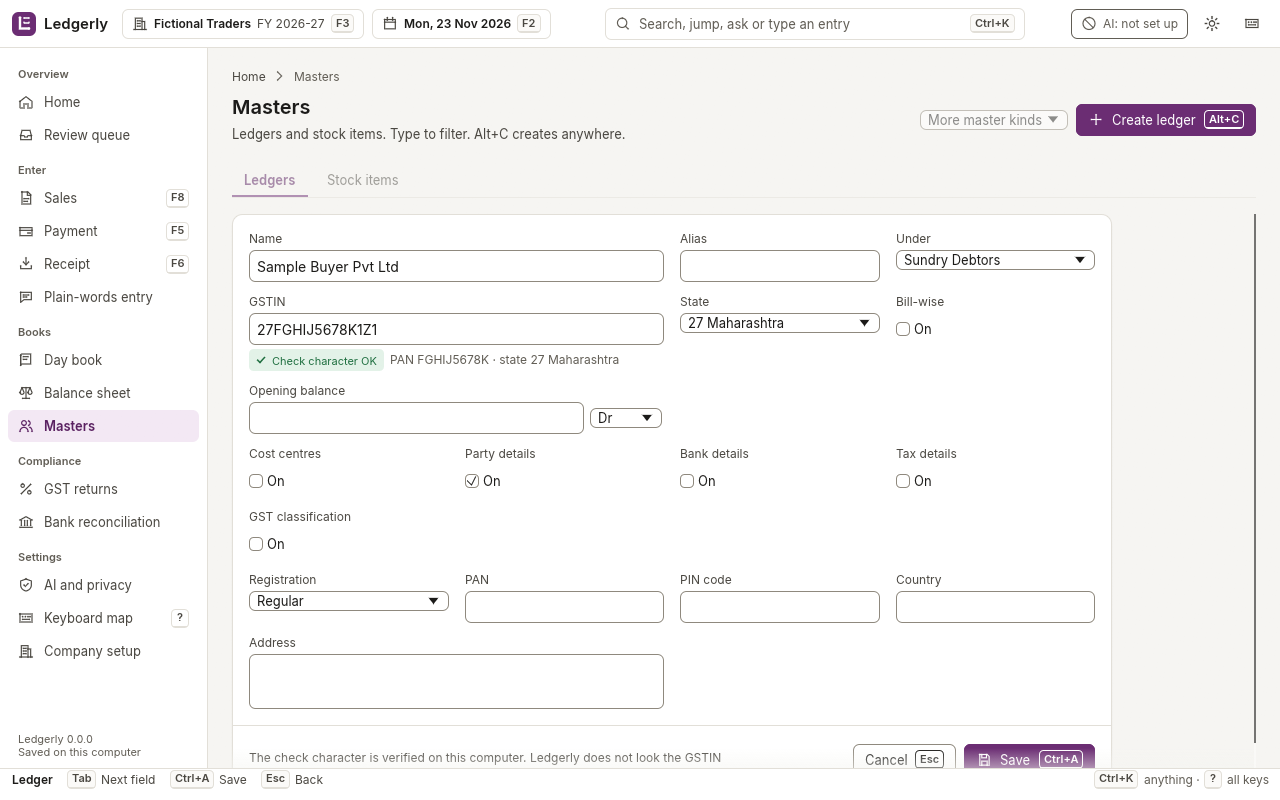 Ledgerly
Fictional Traders FY 2026-27 F3
Mon, 23 Nov 2026 F2
Search, jump, ask or type an entry Ctrl+K
AI: not set up
Overview
Home
Review queue
Enter
Sales F8
Payment F5
Receipt F6
Plain-words entry
Books
Day book
Balance sheet
Masters
Compliance
GST returns
Bank reconciliation
Settings
AI and privacy
Keyboard map ?
Company setup
Ledgerly 0.0.0
Saved on this computer
Home > Masters
Masters
Ledgers and stock items. Type to filter. Alt+C creates anywhere.
More master kinds
Create ledger Alt+C
Ledgers Stock items
Name Alias Under
Sample Buyer Pvt Ltd Sundry Debtors
GSTIN State Bill-wise
27FGHIJ5678K1Z1 27 Maharashtra On
Check character OK PAN FGHIJ5678K · state 27 Maharashtra
Opening balance
Dr
Cost centres Party details Bank details Tax details
On On On On
GST classification
On
Registration PAN PIN code Country
Regular
Address
The check character is verified on this computer. Ledgerly does not look the GSTIN
Cancel Esc Save Ctrl+A
Ledger Tab Next field Ctrl+A Save Esc Back Ctrl+K anything · ? all keys